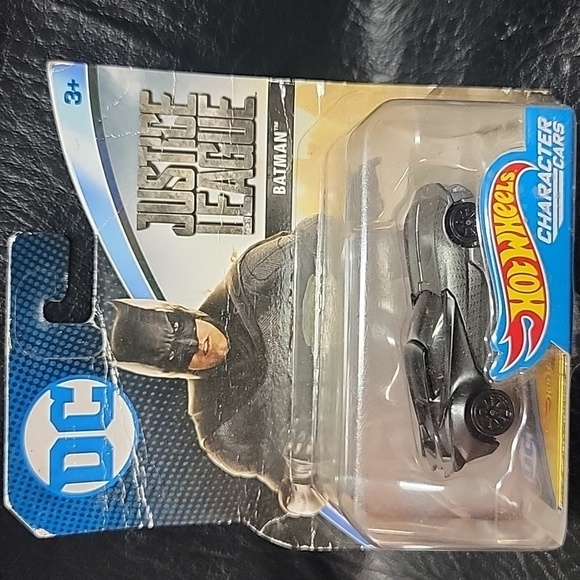 DC
3+
JUSTICE
LEAGUE
BATMAN™
HOT WHEELS
CHARACTER
CARS